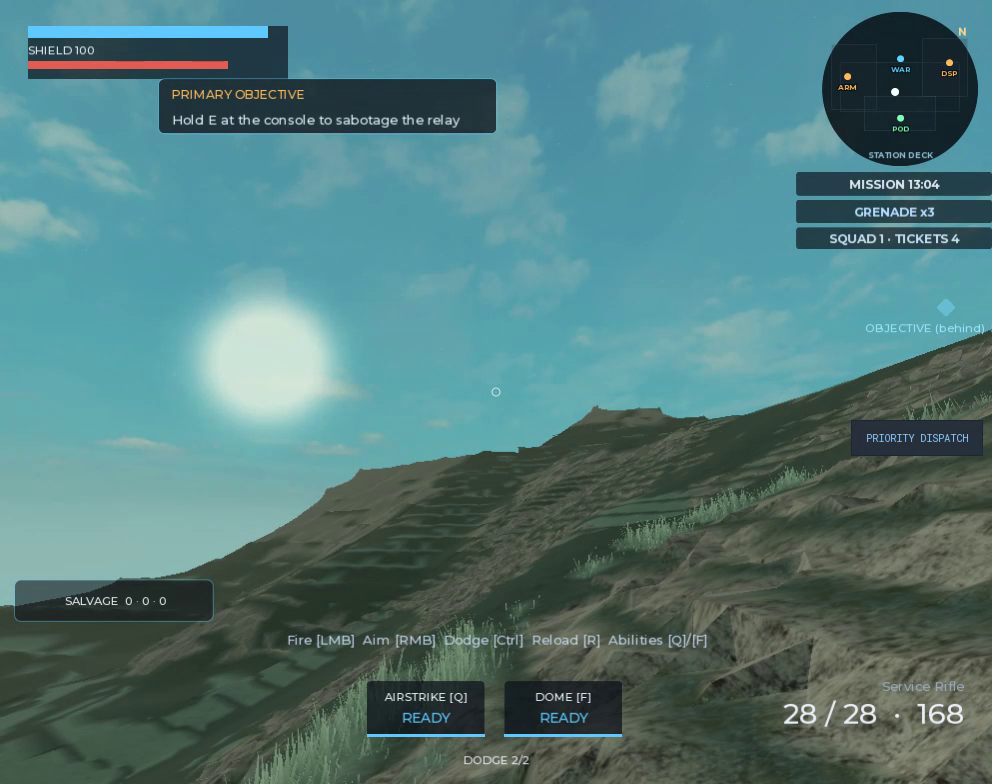 SHIELD 100
PRIMARY OBJECTIVE
Hold E at the console to sabotage the relay
N
WAR
DSP
ARM
POD
STATION DECK
MISSION 13:04
GRENADE x3
SQUAD 1 · TICKETS 4
OBJECTIVE (behind)
PRIORITY DISPATCH
SALVAGE 0 · 0 · 0
Fire [LMB] Aim [RMB] Dodge [Ctrl] Reload [R] Abilities [Q]/[F]
AIRSTRIKE [Q]
READY
DOME [F]
READY
Service Rifle
28 / 28 · 168
DODGE 2/2